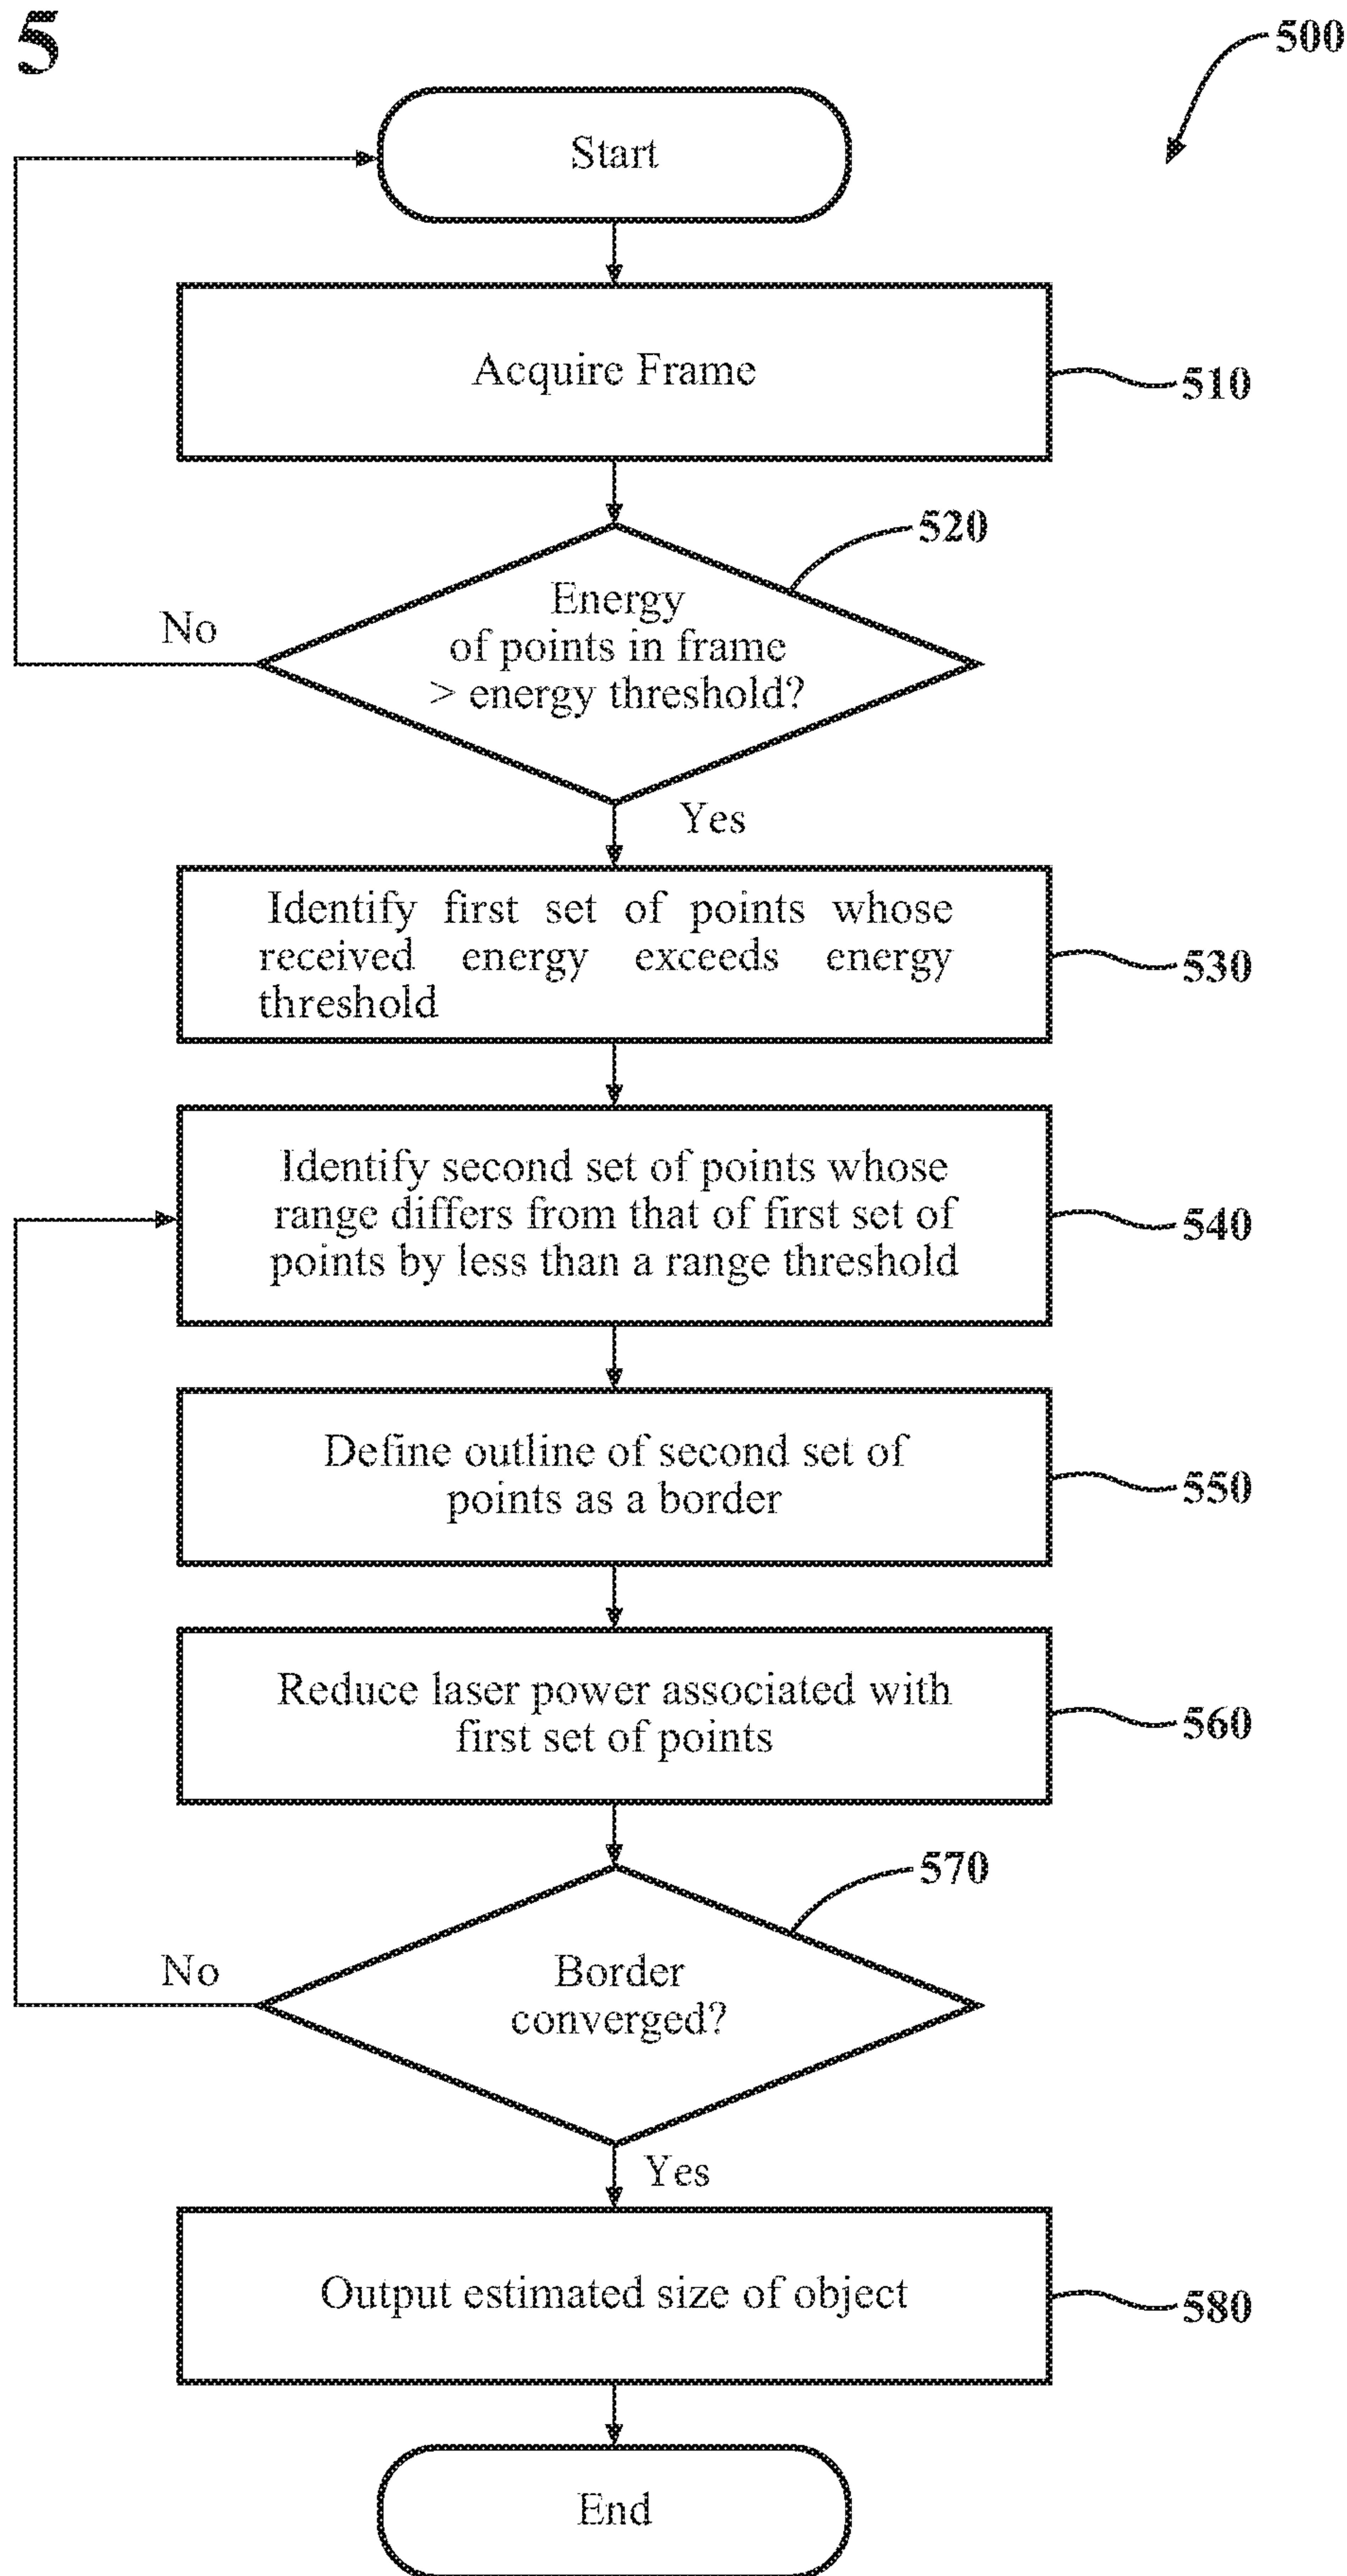 5
500
Start
Acquire Frame
510
520
Energy
of points in frame
> energy threshold?
No
Yes
Identify first set of points whose
received energy exceeds energy
threshold
530
Identify second set of points whose
range differs from that of first set of
points by less than a range threshold
540
Define outline of second set of
points as a border
550
Reduce laser power associated with
first set of points
560
570
Border
converged?
No
Yes
Output estimated size of object
580
End